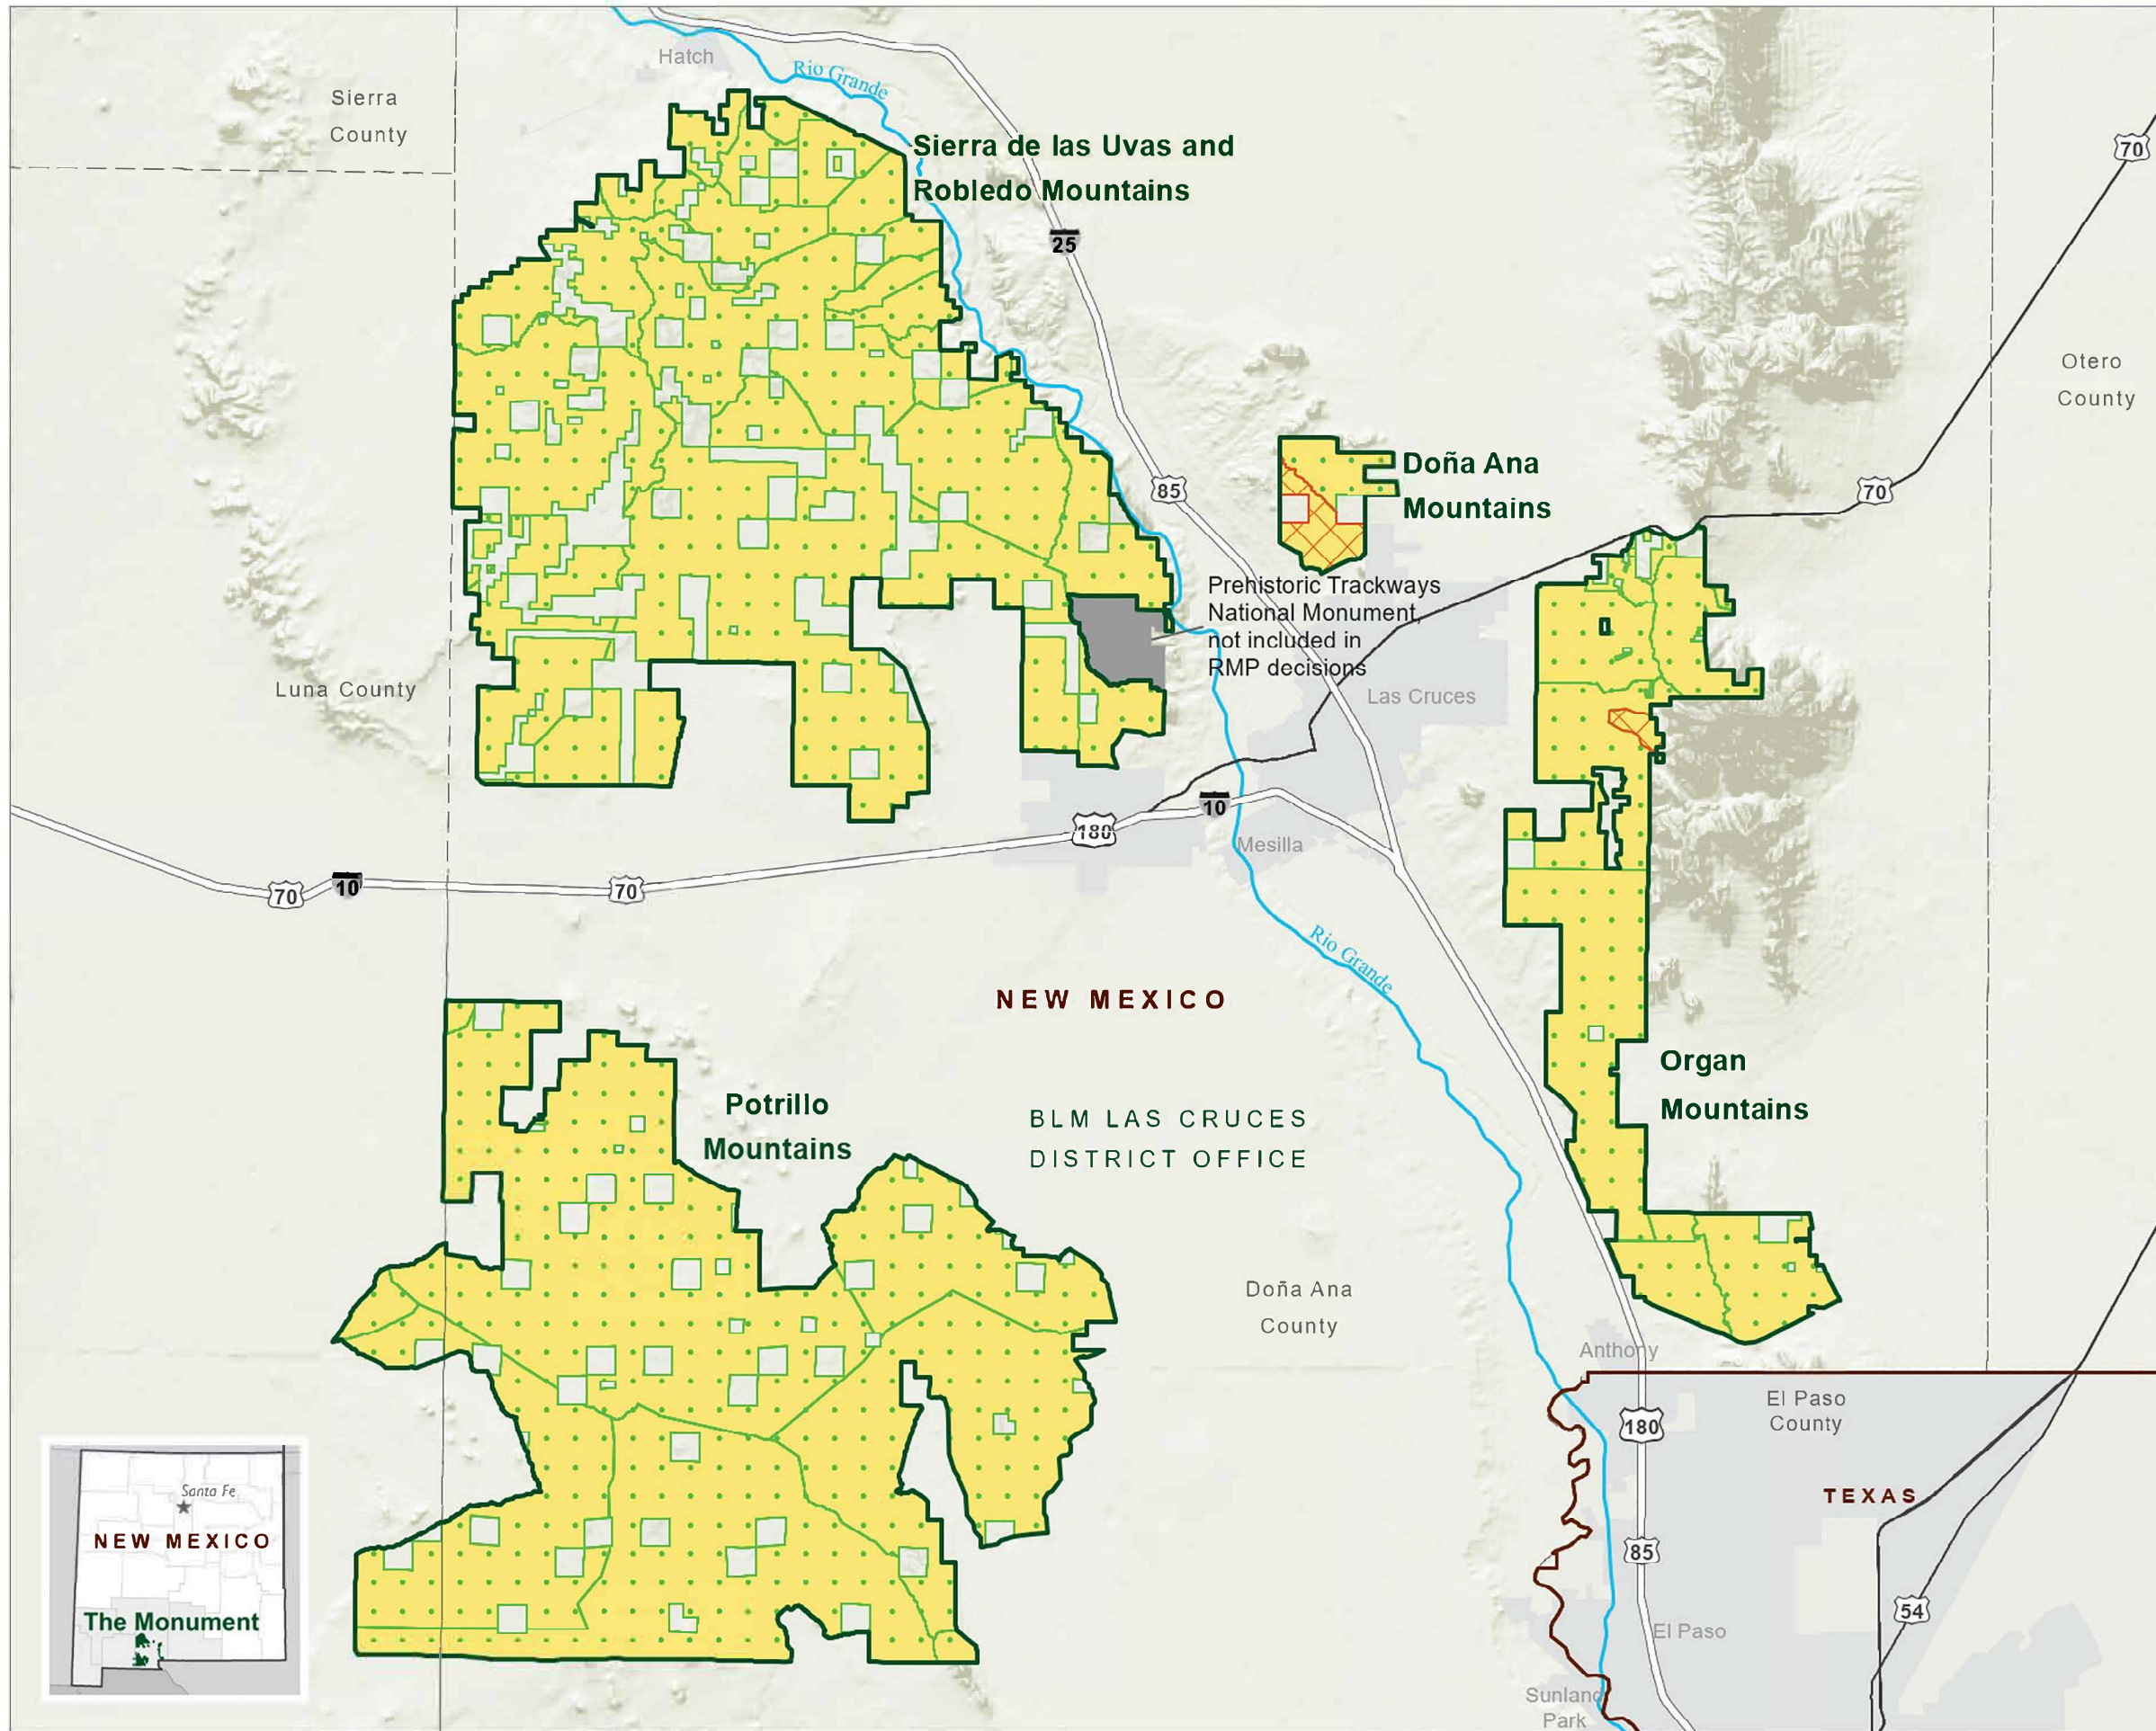 Hatch
Rio Grande
Sierra
County
Sierra de las Uvas and
Robledo Mountains
70
25
Otero
County
85
Doña Ana
Mountains
70
Prehistoric Trackways
National Monument,
not included in
RMP decisions
Luna County
Las Cruces
10
180
Mesilla
70
10
70
Rio Grande
NEW MEXICO
Organ
Mountains
Potrillo
Mountains
BLM LAS CRUCES
DISTRICT OFFICE
Doña Ana
County
Anthony
El Paso
County
180
TEXAS
Santa Fe
NEW MEXICO
The Monument
85
54
El Paso
Sunland
Park